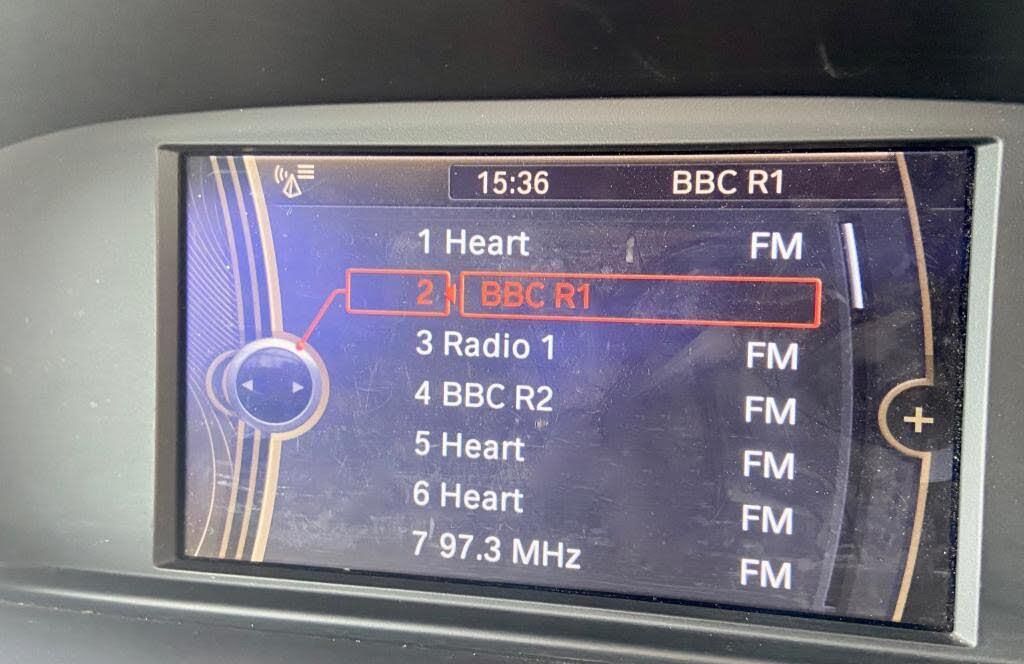 15:36 BBC R1
1 Heart FM
2 BBC R1
3 Radio 1 FM
4 BBC R2 FM
5 Heart FM
6 Heart FM
7 97.3 MHz FM
+